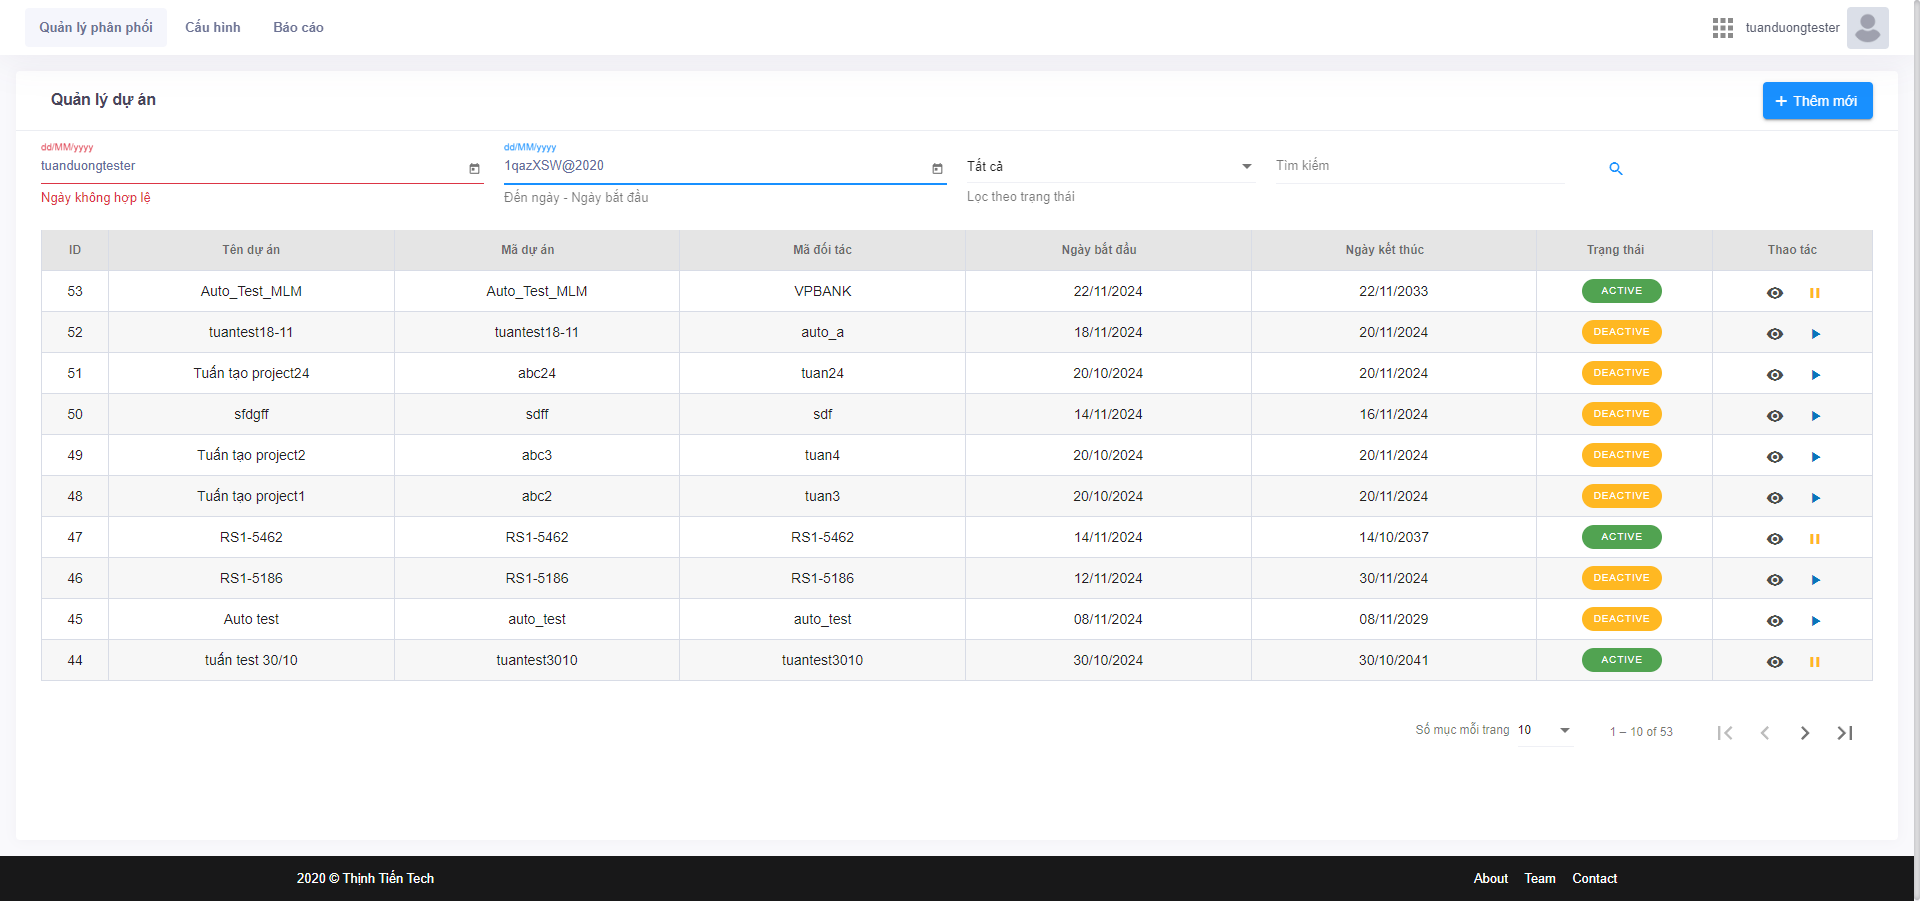 Quản lý phân phối Cấu hình Báo cáo tuanduongtester
Quản lý dự án
+ Thêm mới
dd/MM/yyyy dd/MM/yyyy
tuanduongtester 1qazXSW@2020 Tất cả Tìm kiếm
Ngày không hợp lệ Đến ngày - Ngày bắt đầu Lọc theo trạng thái
ID Tên dự án Mã dự án Mã đối tác Ngày bắt đầu Ngày kết thúc Trạng thái Thao tác
53 Auto_Test_MLM Auto_Test_MLM VPBANK 22/11/2024 22/11/2033 ACTIVE
52 tuantest18-11 tuantest18-11 auto_a 18/11/2024 20/11/2024 DEACTIVE
51 Tuấn tạo project24 abc24 tuan24 20/10/2024 20/11/2024 DEACTIVE
50 sfdgff sdff sdf 14/11/2024 16/11/2024 DEACTIVE
49 Tuấn tạo project2 abc3 tuan4 20/10/2024 20/11/2024 DEACTIVE
48 Tuấn tạo project1 abc2 tuan3 20/10/2024 20/11/2024 DEACTIVE
47 RS1-5462 RS1-5462 RS1-5462 14/11/2024 14/10/2037 ACTIVE
46 RS1-5186 RS1-5186 RS1-5186 12/11/2024 30/11/2024 DEACTIVE
45 Auto test auto_test auto_test 08/11/2024 08/11/2029 DEACTIVE
44 tuấn test 30/10 tuantest3010 tuantest3010 30/10/2024 30/10/2041 ACTIVE
Số mục mỗi trang 10 1 – 10 of 53
2020 © Thịnh Tiến Tech About Team Contact